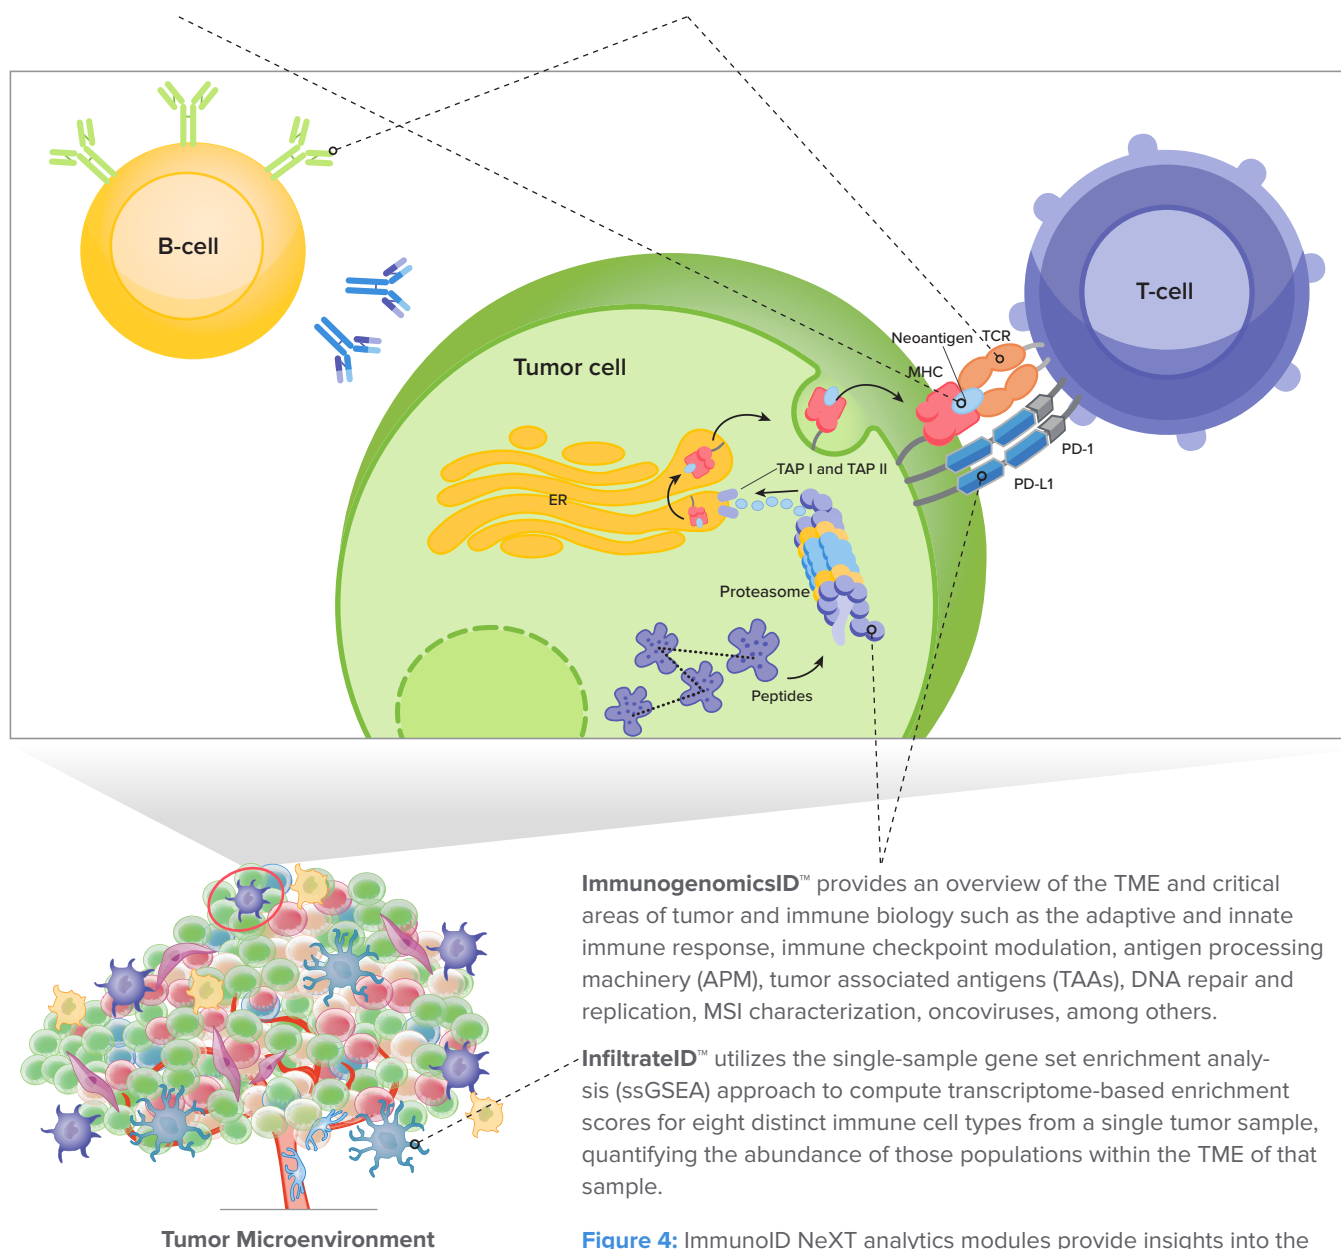 B-cell
T-cell
Neoantigen TCR
MHC
Tumor cell
PD-1
TAP I and TAP II
PD-L1
ER
Proteasome
Peptides
ImmunogenomicsID™ provides an overview of the TME and critical
areas of tumor and immune biology such as the adaptive and innate
immune response, immune checkpoint modulation, antigen processing
machinery (APM), tumor associated antigens (TAAs), DNA repair and
replication, MSI characterization, oncoviruses, among others.
InfiltrateID™ utilizes the single-sample gene set enrichment analy-
sis (ssGSEA) approach to compute transcriptome-based enrichment
scores for eight distinct immune cell types from a single tumor sample,
quantifying the abundance of those populations within the TME of that
sample.
Tumor Microenvironment
Figure 4: ImmunoID NeXT analytics modules provide insights into the